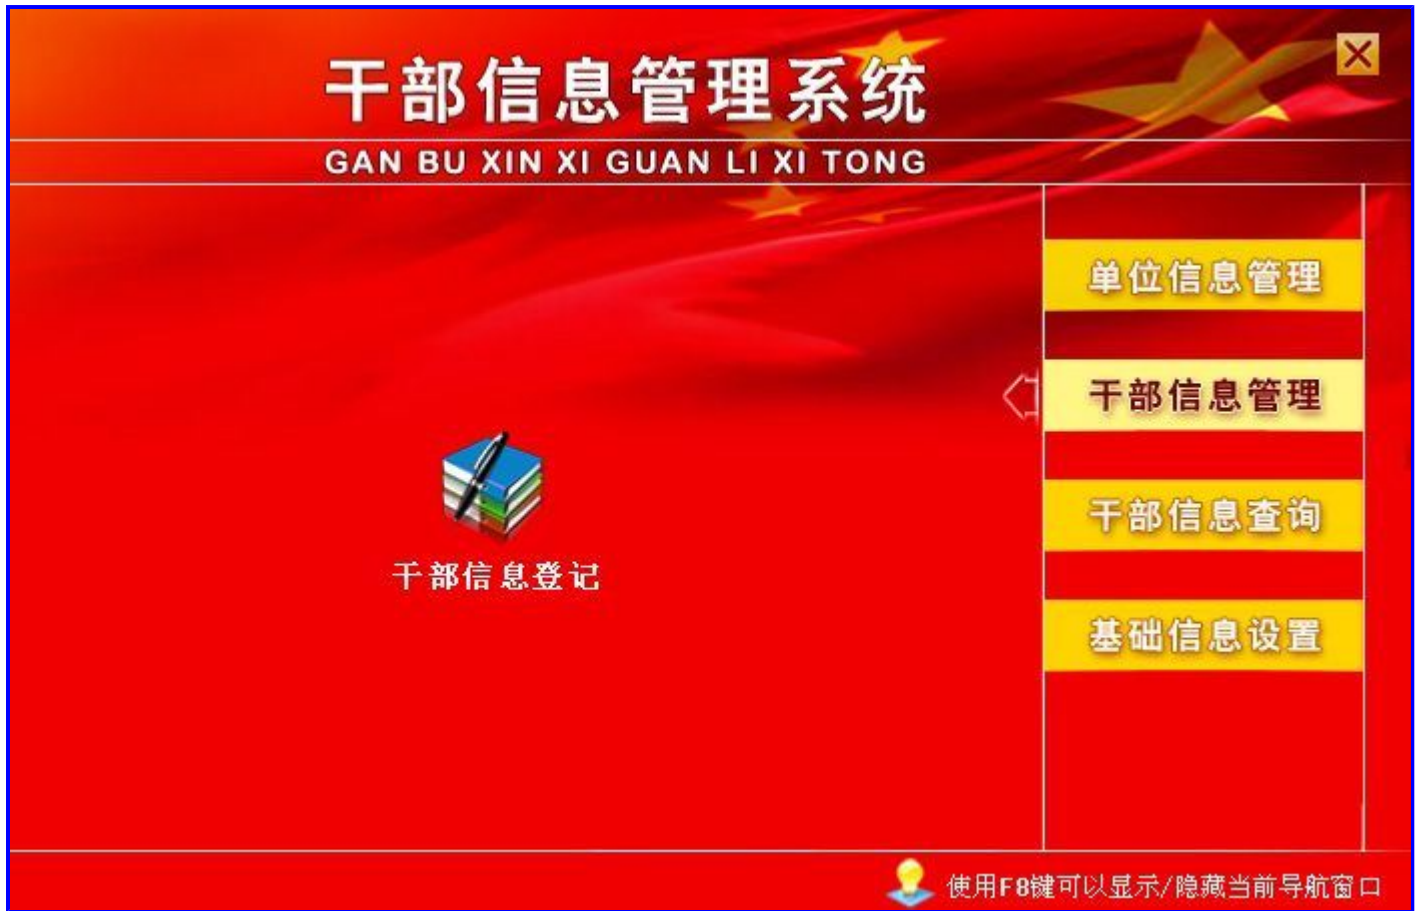 干部信息管理系统
GAN BU XIN XI GUAN LI XI TONG
单位信息管理
干部信息管理
干部信息查询
基础信息设置
干部信息登记
使用F8键可以显示/隐藏当前导航窗口